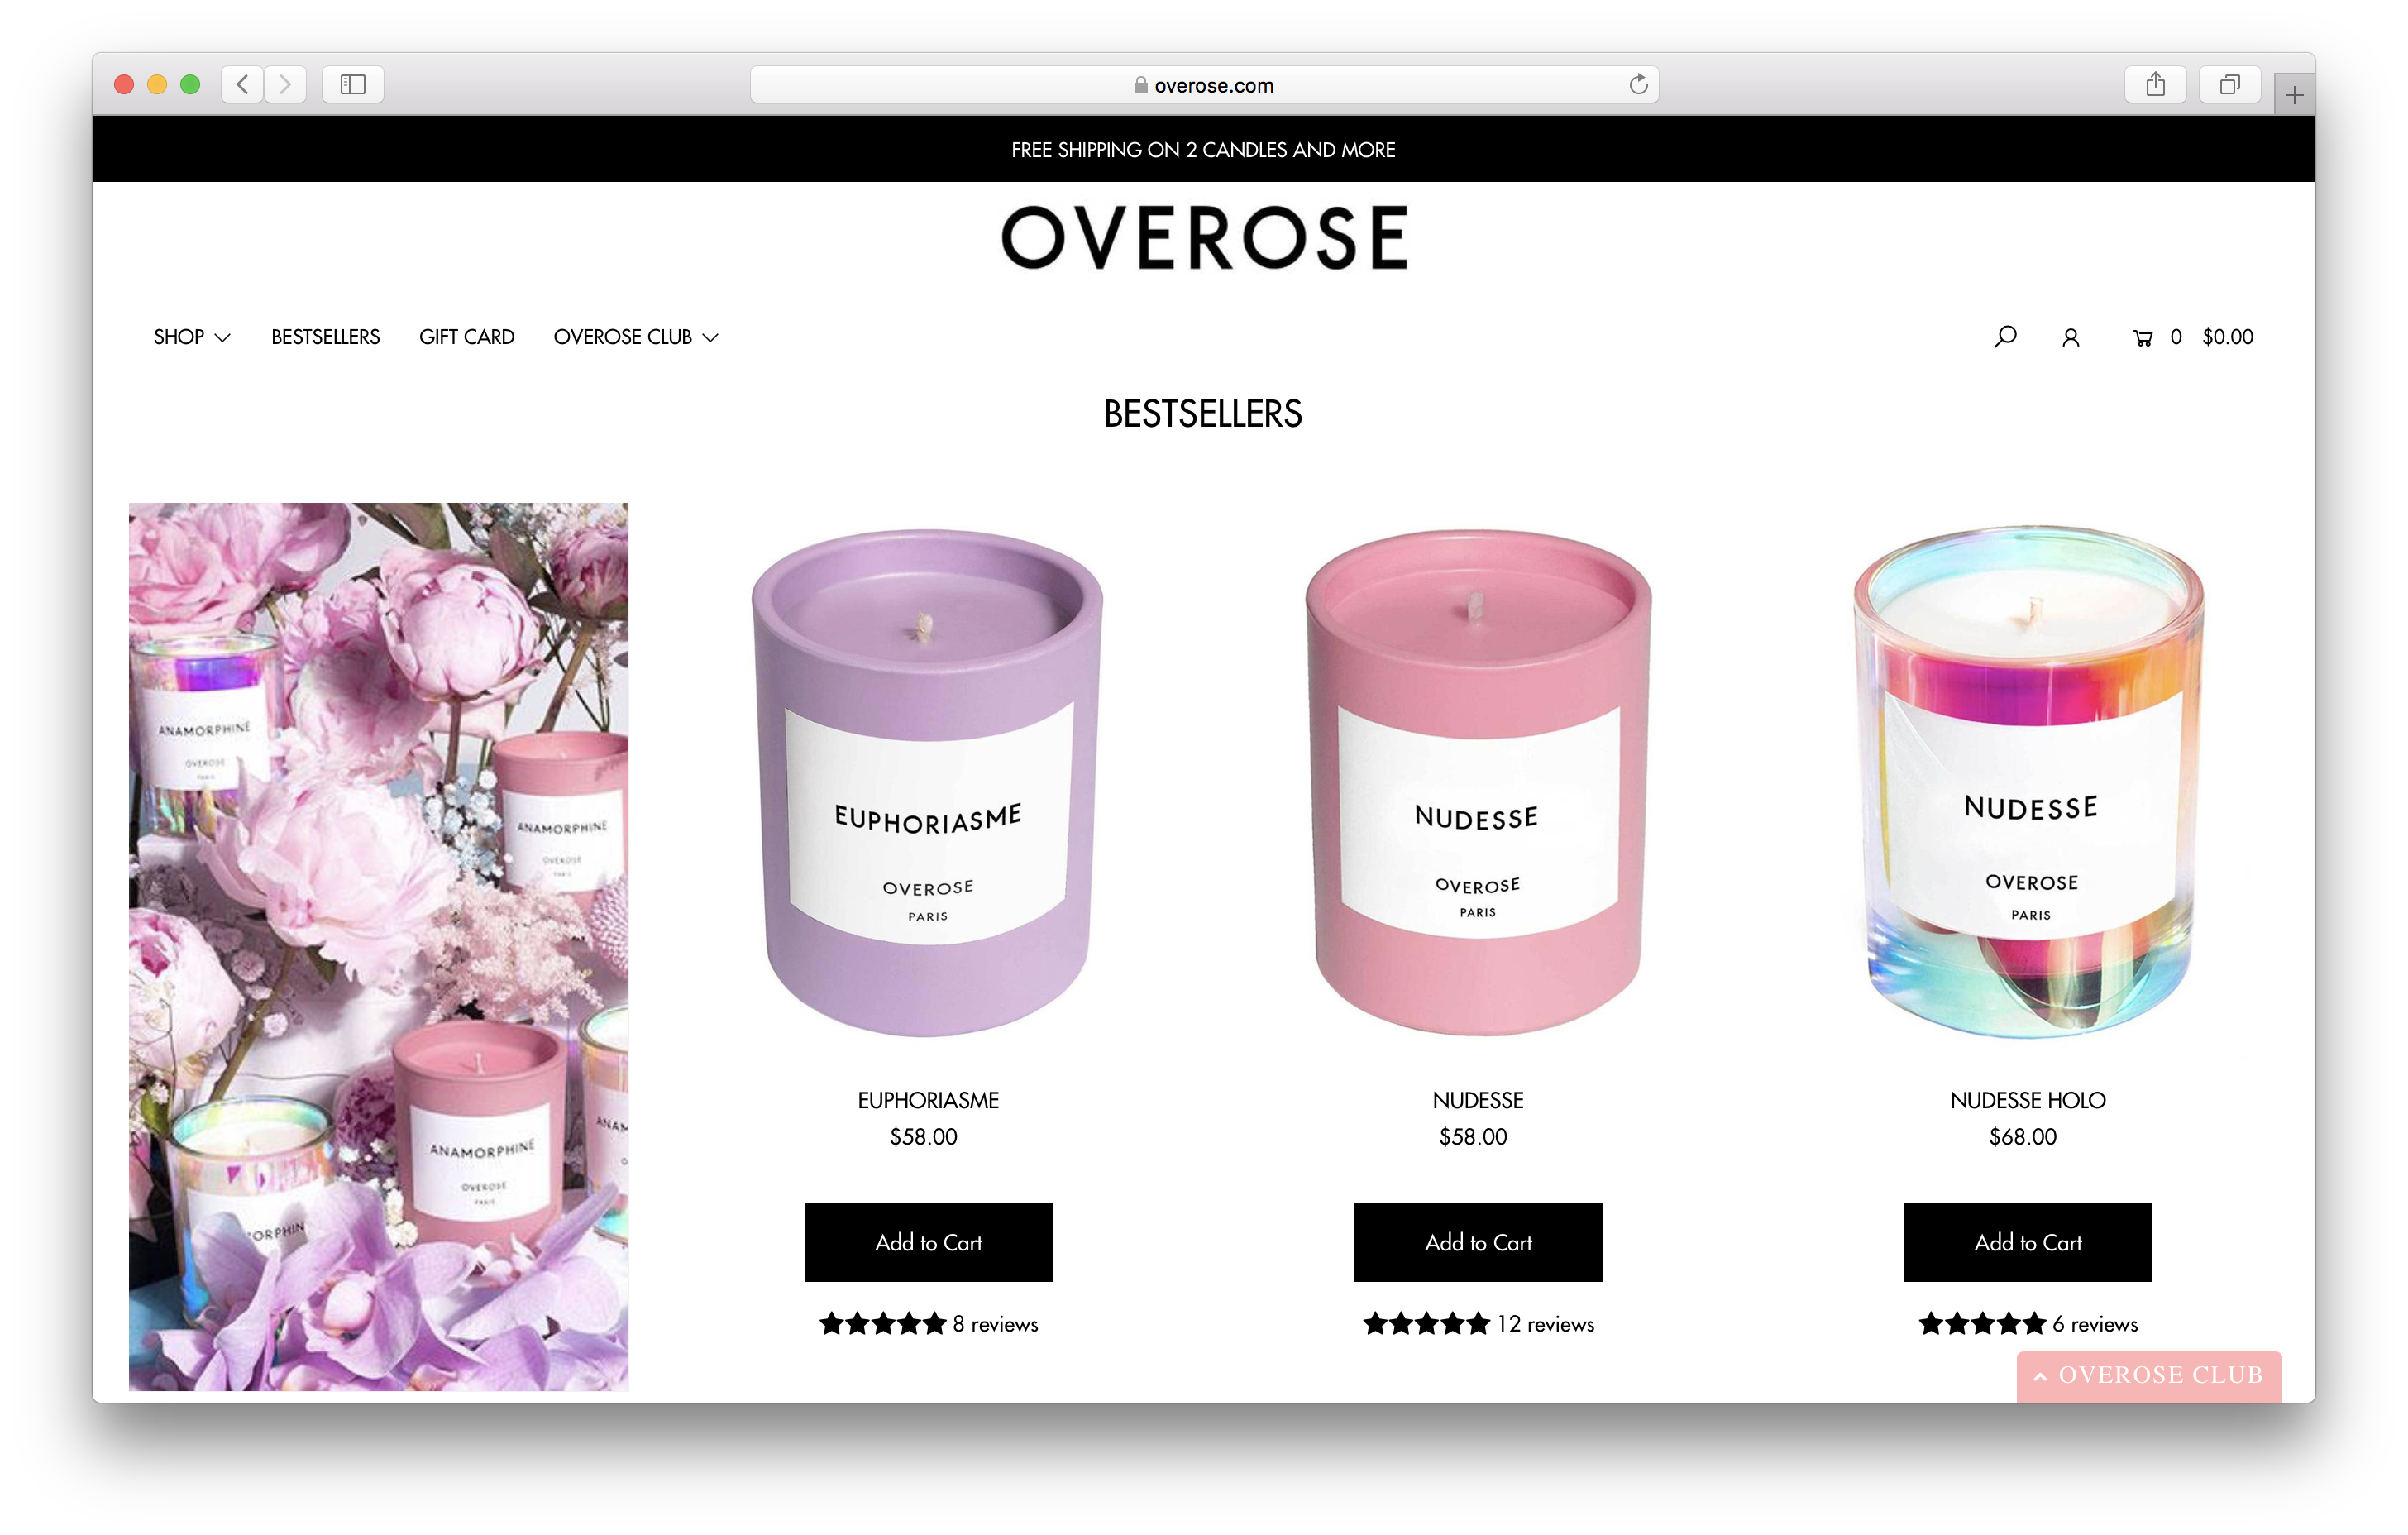 overose.com
FREE SHIPPING ON 2 CANDLES AND MORE
OVEROSE
SHOP BESTSELLERS GIFT CARD OVEROSE CLUB 0 $0.00
BESTSELLERS
ANAMORPHINE
OVEROSE
PARIS
ANAMORPHINE
OVEROSE
PARIS
ANAMORPHINE
OVEROSE
PARIS
ANAM
O
ORPHIN
EUPHORIASME
OVEROSE
PARIS
NUDESSE
OVEROSE
PARIS
NUDESSE
OVEROSE
PARIS
EUPHORIASME
$58.00
Add to Cart
8 reviews
NUDESSE
$58.00
Add to Cart
12 reviews
NUDESSE HOLO
$68.00
Add to Cart
6 reviews
OVEROSE CLUB